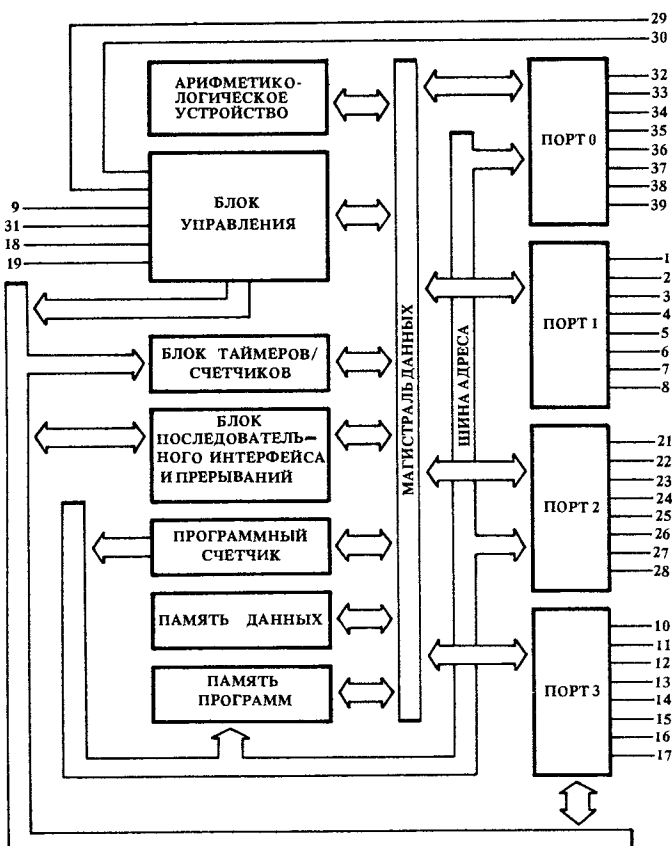 29
30
АРИФМЕТИКО-
ЛОГИЧЕСКОЕ
УСТРОЙСТВО
БЛОК
УПРАВЛЕНИЯ
9
31
18
19
БЛОК ТАЙМЕРОВ/
СЧЕТЧИКОВ
БЛОК
ПОСЛЕДОВАТЕЛЬ-
НОГО ИНТЕРФЕЙСА
И ПРЕРЫВАНИЙ
ПРОГРАММНЫЙ
СЧЕТЧИК
ПАМЯТЬ ДАННЫХ
ПАМЯТЬ
ПРОГРАММ
МАГИСТРАЛЬ ДАННЫХ
ШИНА АДРЕСА
ПОРТ 0
32
33
34
35
36
37
38
39
ПОРТ 1
1
2
3
4
5
6
7
8
ПОРТ 2
21
22
23
24
25
26
27
28
ПОРТ 3
10
11
12
13
14
15
16
17